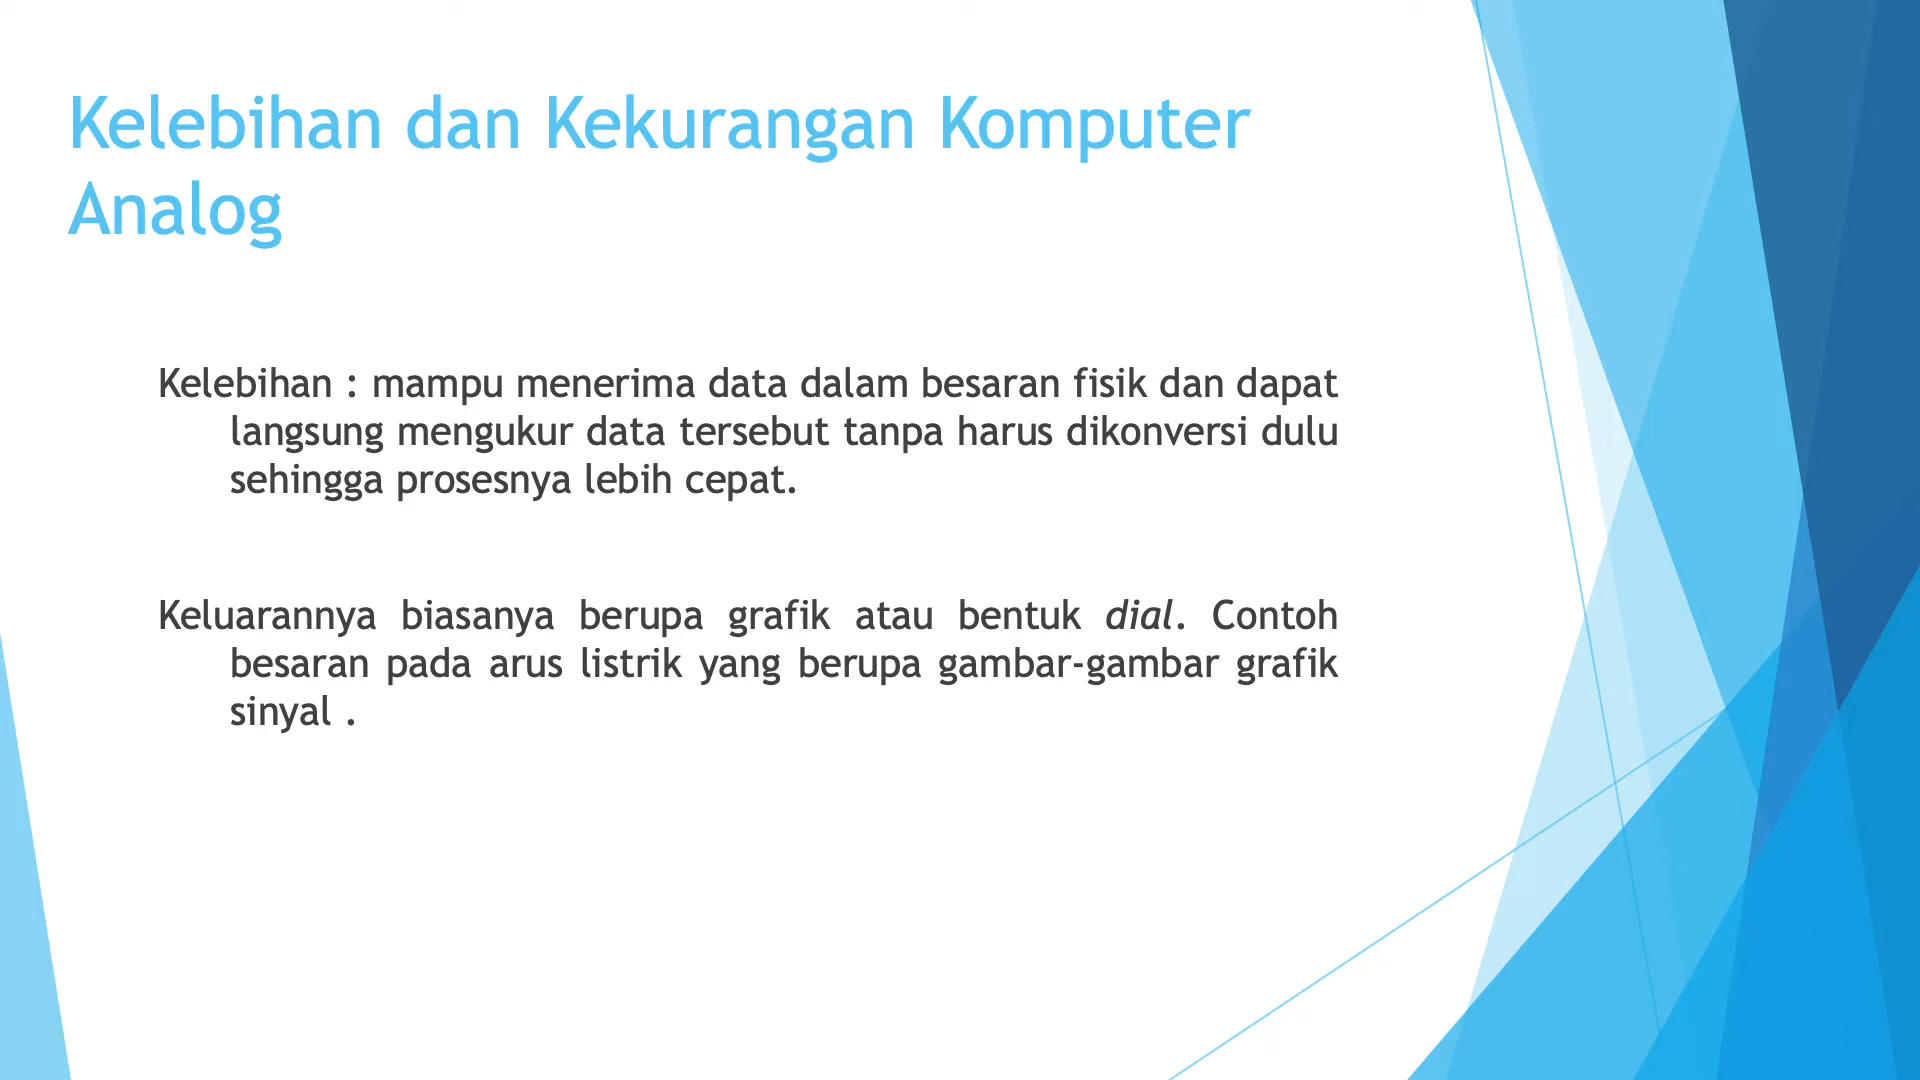 Kelebihan dan Kekurangan Komputer
Analog
Kelebihan : mampu menerima data dalam besaran fisik dan dapat
langsung mengukur data tersebut tanpa harus dikonversi dulu
sehingga prosesnya lebih cepat.
Keluarannya biasanya berupa grafik atau bentuk dial. Contoh
besaran pada arus listrik yang berupa gambar-gambar grafik
sinyal .